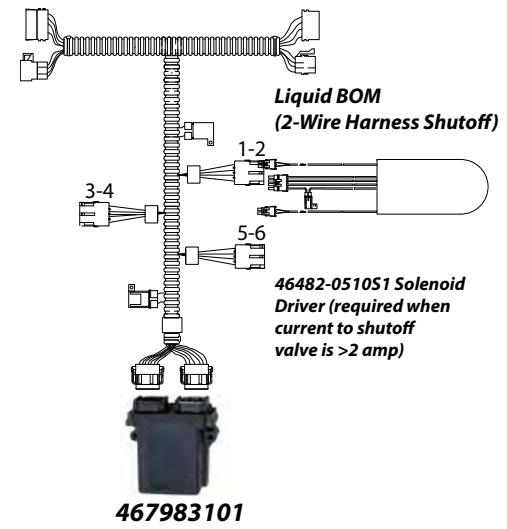 Liquid BOM
(2-Wire Harness Shutoff)
1-2
3-4
5-6
46482-0510S1 Solenoid
Driver (required when
current to shutoff
valve is >2 amp)
467983101